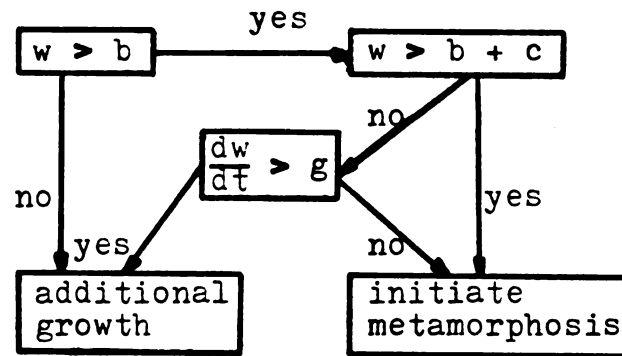 yes
w > b
w > b + c
no
dw
dt
> g
no
yes
yes
no
additional
growth
initiate
metamorphosis